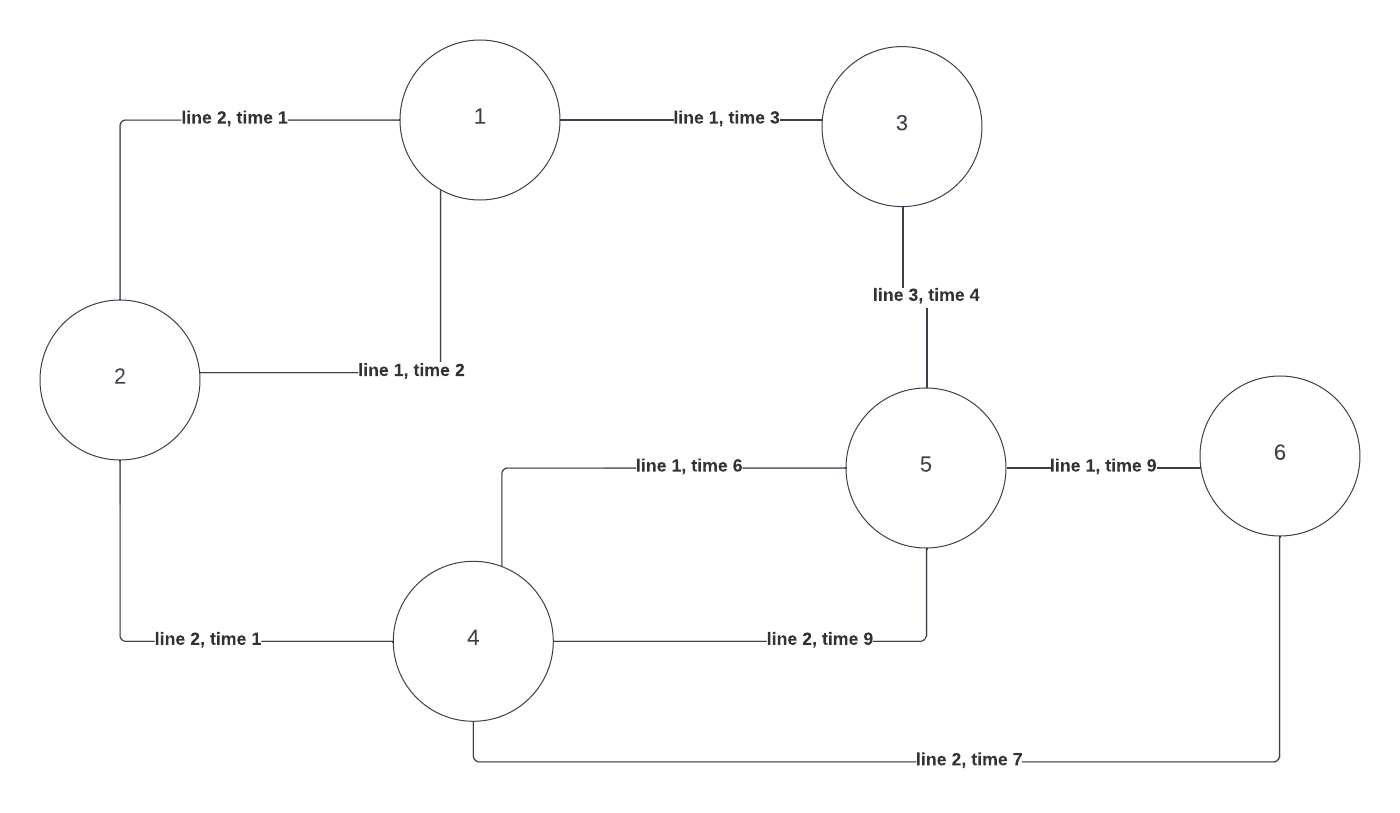 1
3
line 2, time 1
line 1, time 3
line 3, time 4
2
line 1, time 2
5
6
line 1, time 6
line 1, time 9
4
line 2, time 1
line 2, time 9
line 2, time 7